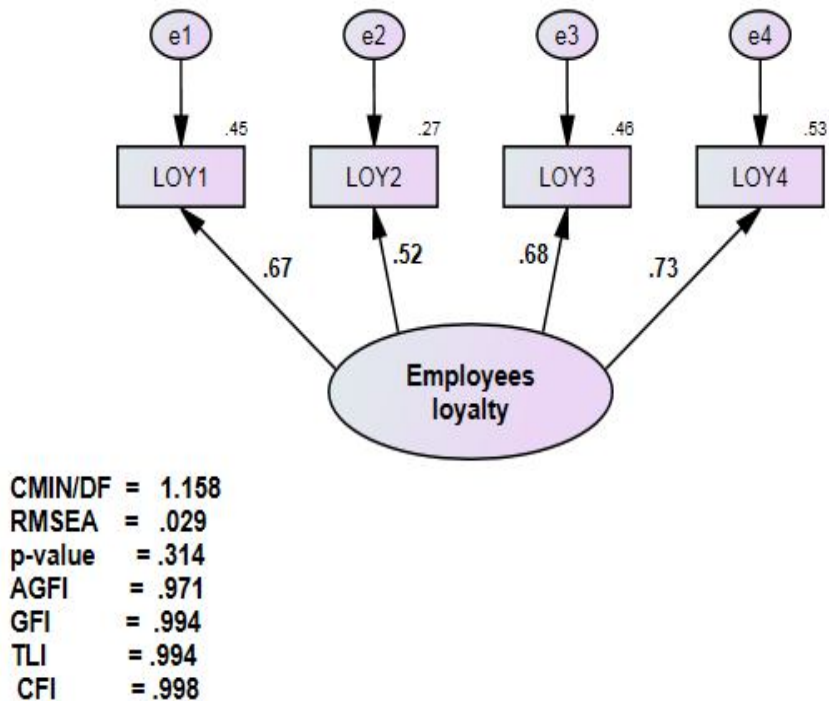 e1 e2 e3 e4
.45 .27 .46 .53
LOY1 LOY2 LOY3 LOY4
.67 .52 .68 .73
Employees
loyalty
CMIN/DF = 1.158
RMSEA = .029
p-value = .314
AGFI = .971
GFI = .994
TLI = .994
CFI = .998